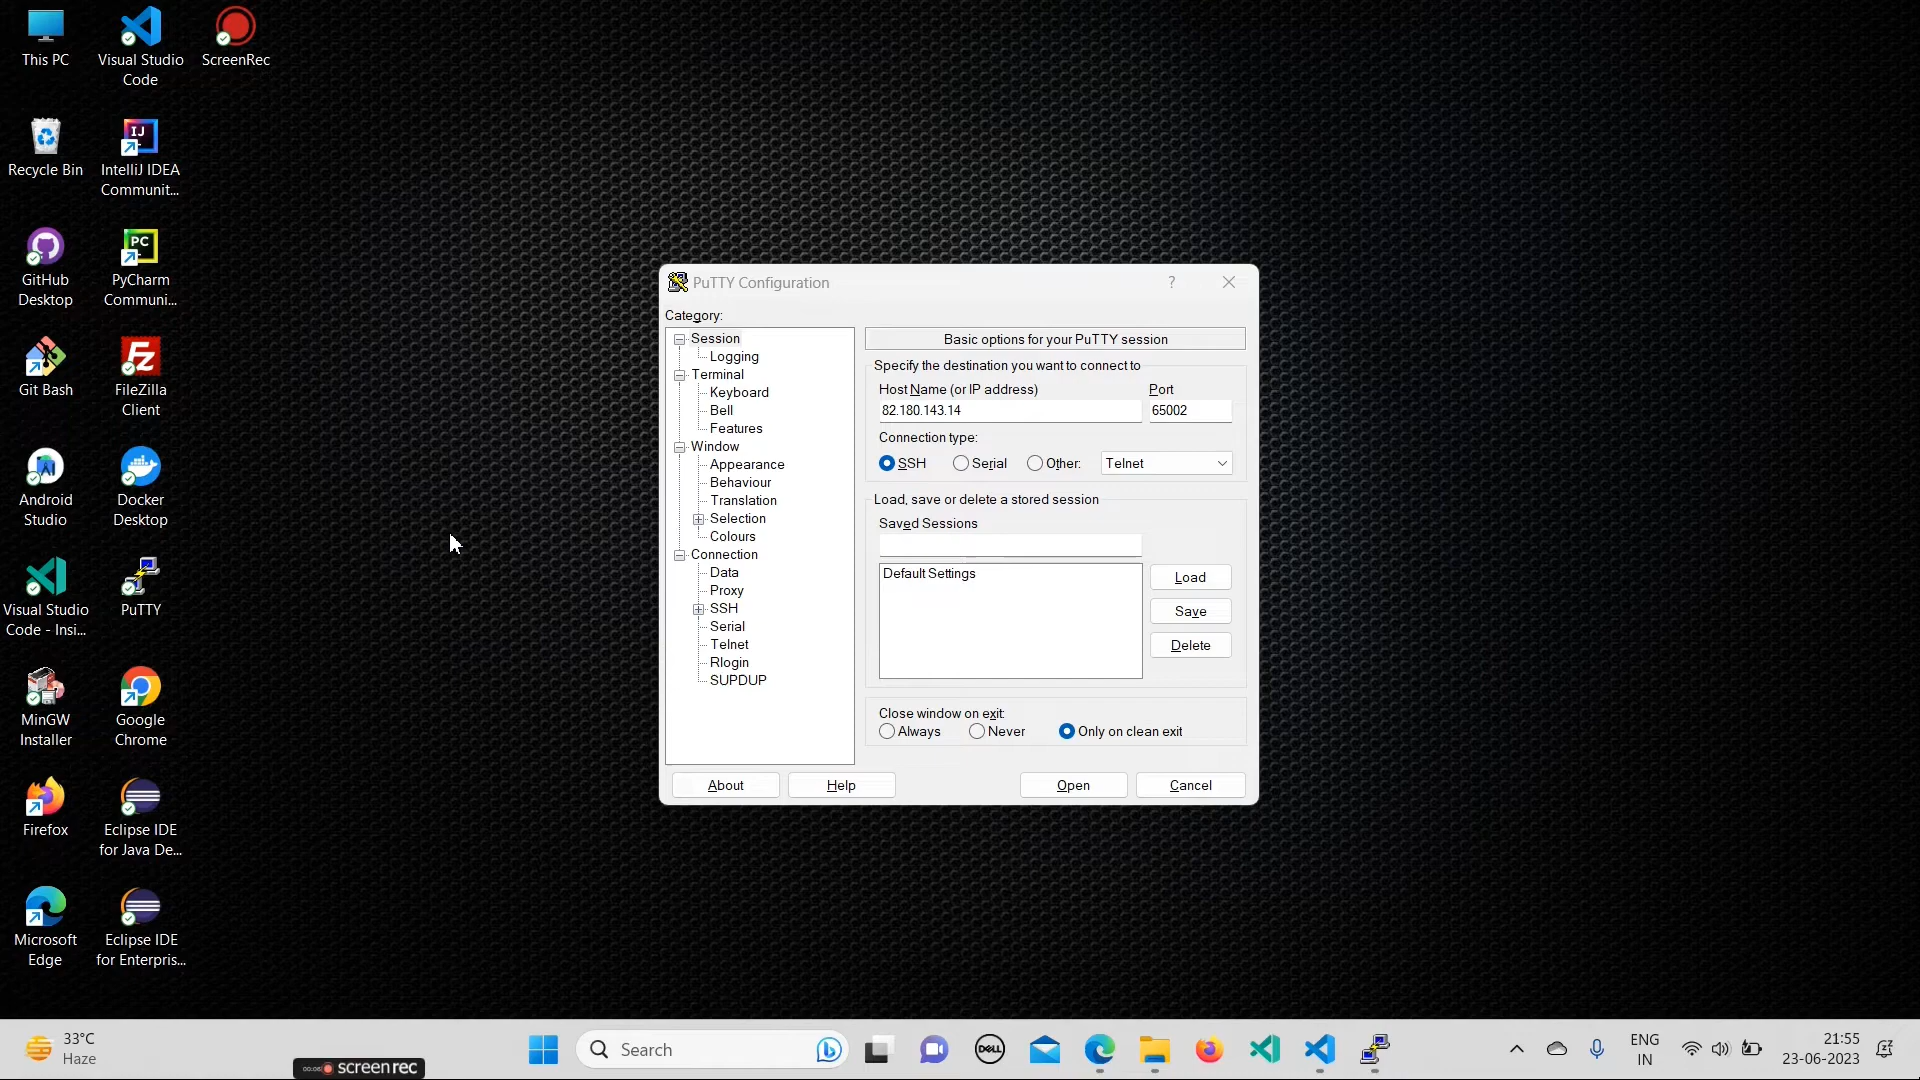 This PC
Visual Studio
Code
ScreenRec
Recycle Bin
IJ
IntelliJ IDEA
Communit...
GitHub
Desktop
PC
PyCharm
Communi...
Git Bash
Fz
FileZilla
Client
Android
Studio
Docker
Desktop
Visual Studio
Code - Insi...
PuTTY
MinGW
Installer
Google
Chrome
Firefox
Eclipse IDE
for Java De...
Microsoft
Edge
Eclipse IDE
for Enterpris...
PuTTY Configuration
?
Category:
Session
Logging
Terminal
Keyboard
Bell
Features
Window
Appearance
Behaviour
Translation
Selection
Colours
Connection
Data
Proxy
SSH
Serial
Telnet
Rlogin
SUPDUP
Basic options for your PuTTY session
Specify the destination you want to connect to
Host Name (or IP address)
Port
82.180.143.14
65002
Connection type:
SSH
Serial
Other:
Telnet
Load, save or delete a stored session
Saved Sessions
Default Settings
Load
Save
Delete
Close window on exit:
Always
Never
Only on clean exit
About
Help
Open
Cancel
33°C
Haze
screenrec
Search
DELL
ENG
IN
21:55
23-06-2023